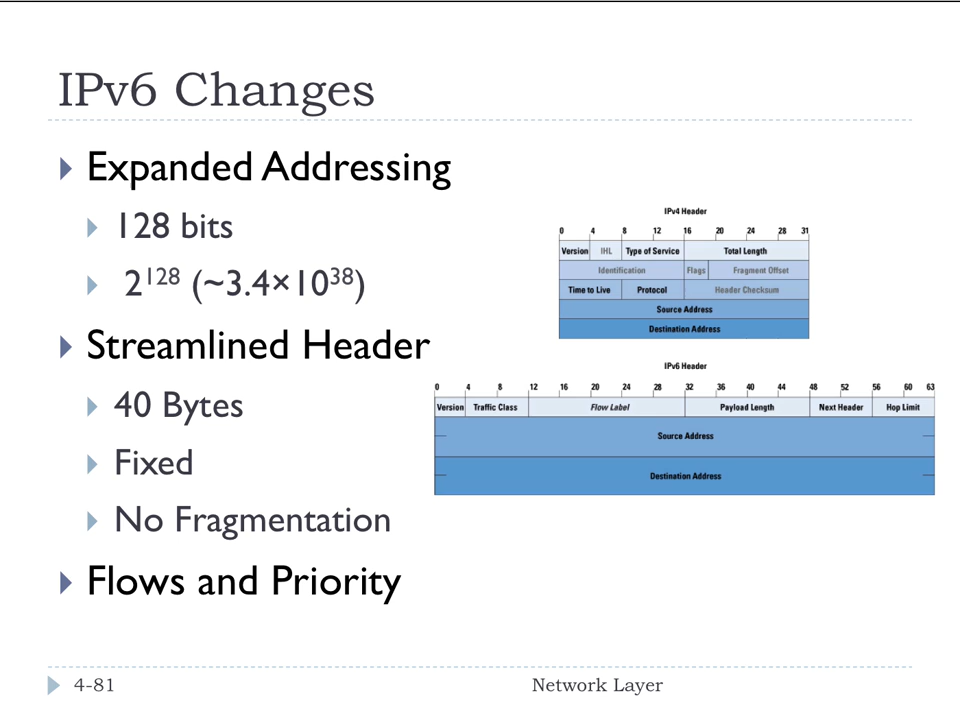 IPv6 Changes
Expanded Addressing
128 bits
2¹²⁸ (~3.4×10³⁸)
Streamlined Header
40 Bytes
Fixed
No Fragmentation
Flows and Priority
IPv4 Header
0 4 8 12 16 20 24 28 31
Version IHL Type of Service Total Length
Identification Flags Fragment Offset
Time to Live Protocol Header Checksum
Source Address
Destination Address
IPv6 Header
0 4 8 12 16 20 24 28 32 36 40 44 48 52 56 60 63
Version Traffic Class Flow Label Payload Length Next Header Hop Limit
Source Address
Destination Address
4-81 Network Layer